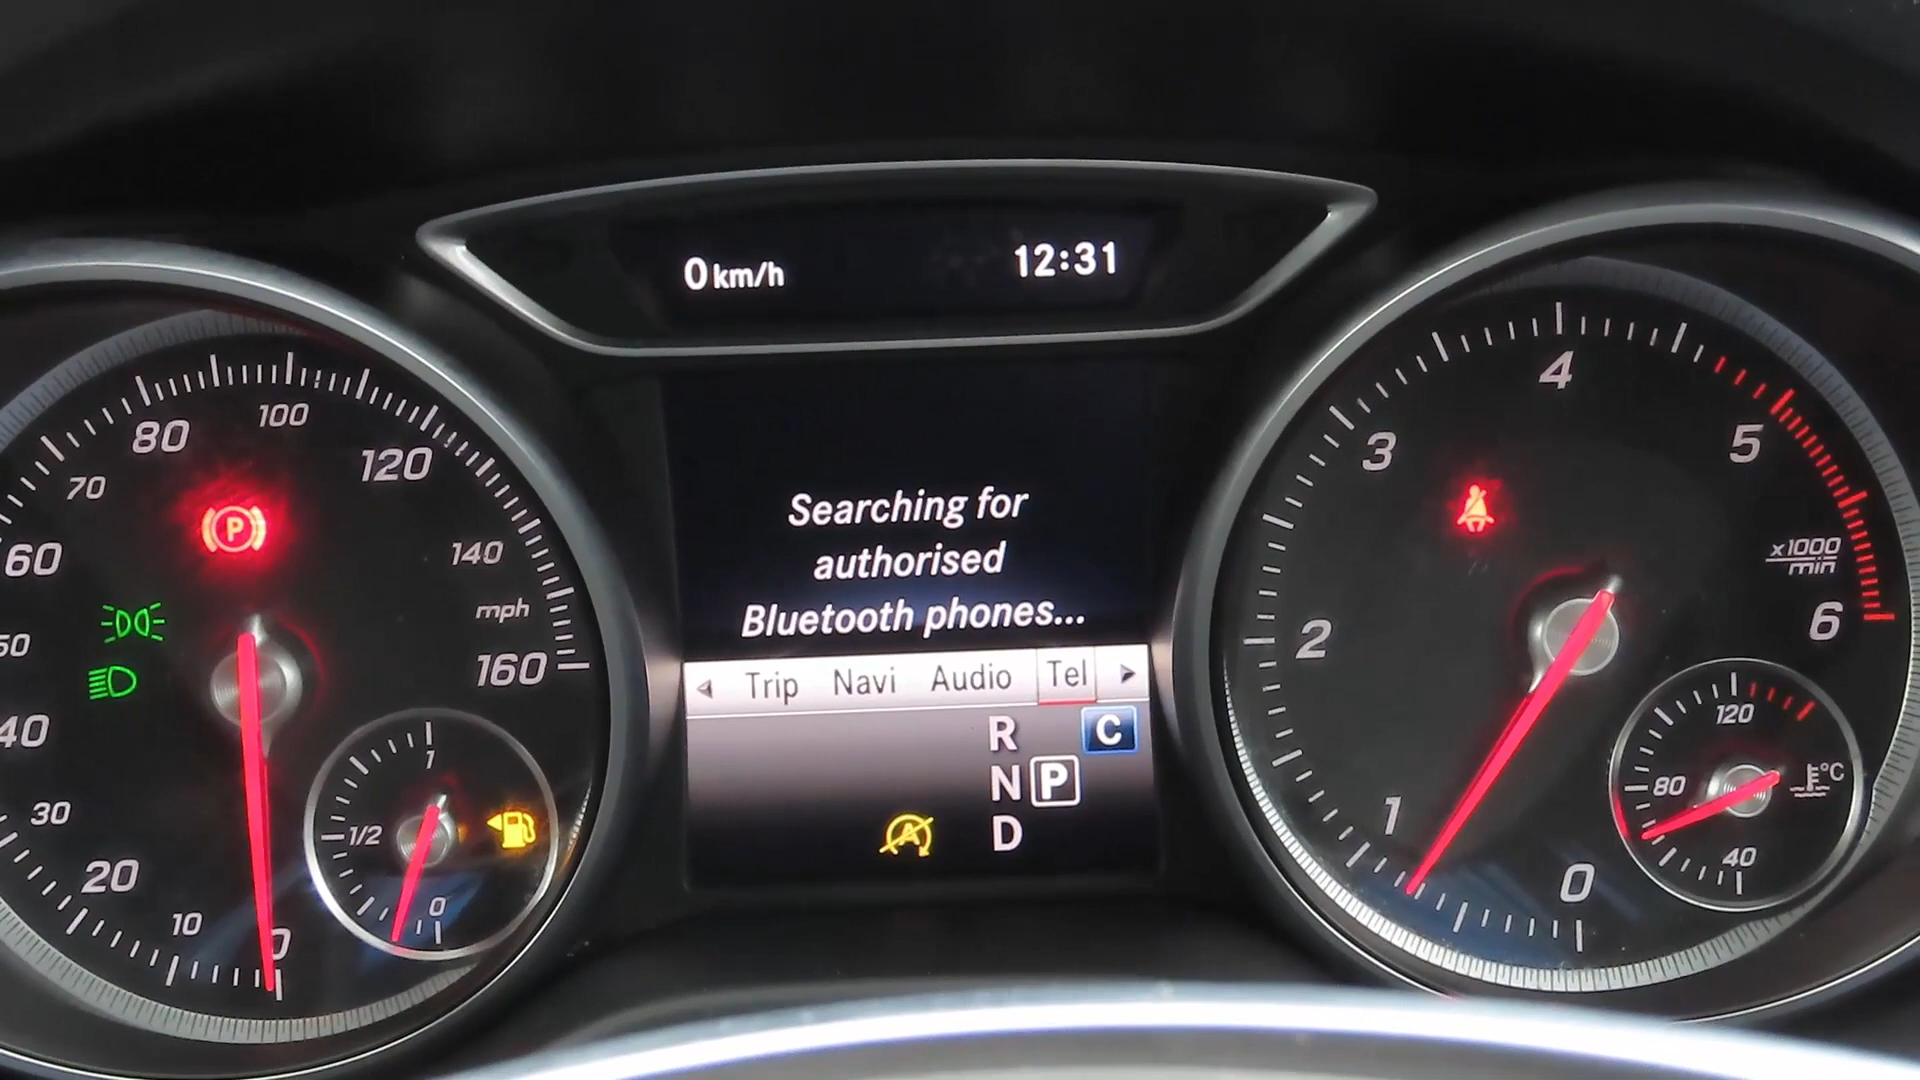 0 km/h 12:31
Searching for
authorised
Bluetooth phones...
Trip Navi Audio Tel
R C
N P
A D
0
10
20
30
40
50
60
70
80
100
120
140
mph
160
P
1
1/2
0
0
1
2
3
4
5
6
x1000
min
120
80
40
°C